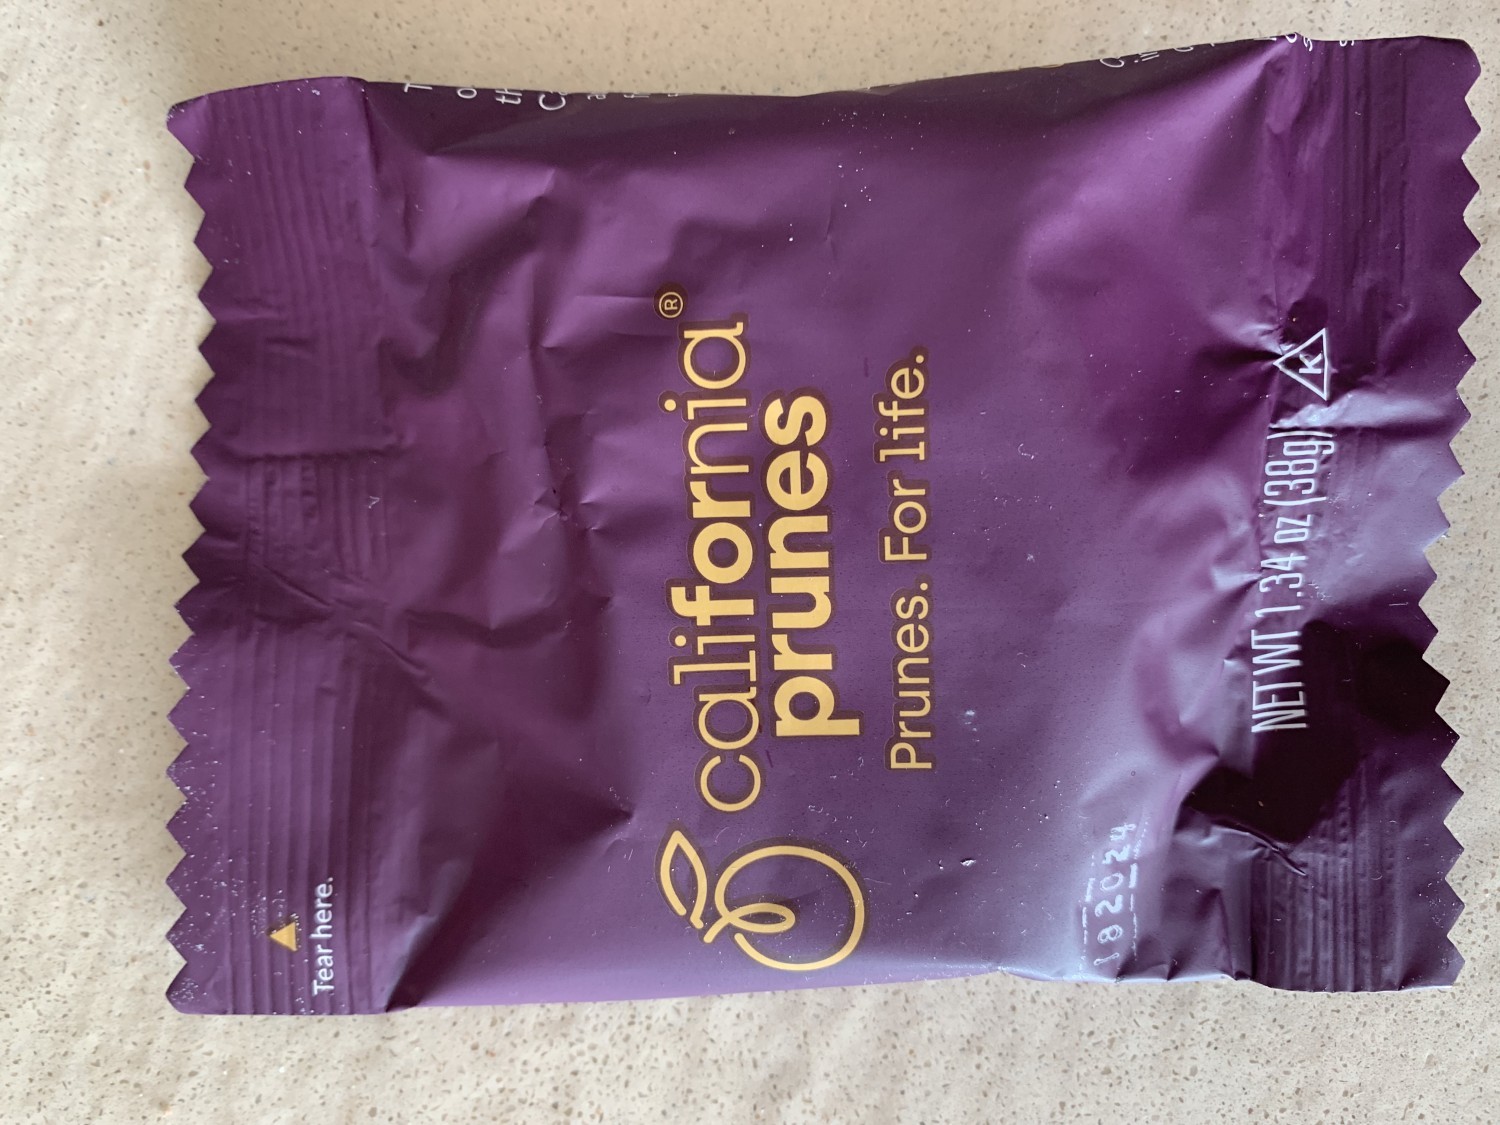 Tear here.
california®
prunes
Prunes. For life.
182024
NET WT 1.34 oz (38g)
K